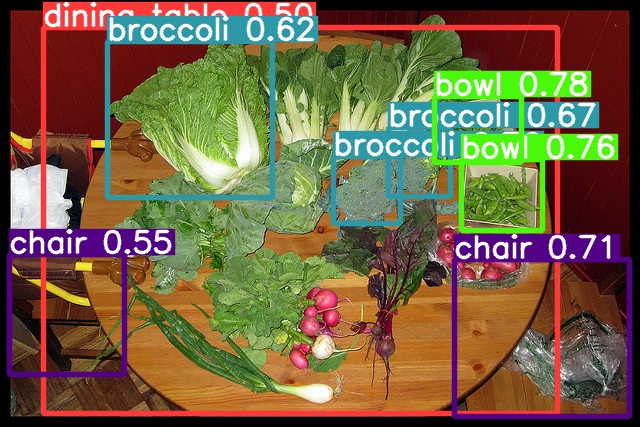 dining table 0.50
broccoli 0.62
bowl 0.78
broccoli 0.67
broccoli
bowl 0.76
chair 0.55
chair 0.71